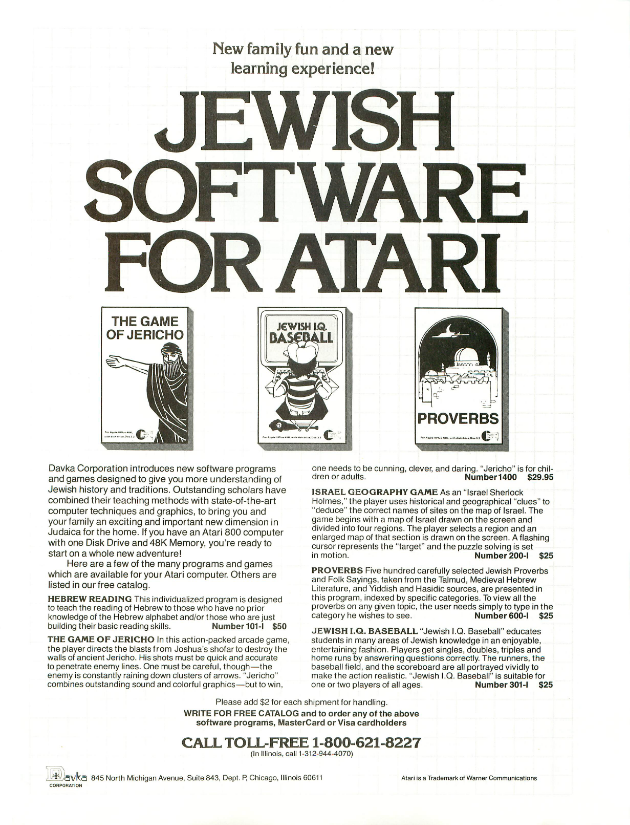 New family fun and a new
learning experience!
JEWISH
SOFTWARE
FOR ATARI
THE GAME
OF JERICHO
JEWISH I.Q.
BASEBALL
PROVERBS
Davka Corporation introduces new software programs
and games designed to give you more understanding of
Jewish history and traditions. Outstanding scholars have
combined their teaching methods with state-of-the-art
computer techniques and graphics, to bring you and
your family an exciting and important new dimension in
Judaica for the home. If you have an Atari 800 computer
with one Disk Drive and 48K Memory, you're ready to
start on a whole new adventure!
Here are a few of the many programs and games
which are available for your Atari computer. Others are
listed in our free catalog.
HEBREW READING This individualized program is designed
to teach the reading of Hebrew to those who have no prior
knowledge of the Hebrew alphabet and/or those who are just
building their basic reading skills. Number 101-I $50
THE GAME OF JERICHO In this action-packed arcade game,
the player directs the blasts from Joshua's shofar to destroy the
walls of ancient Jericho. His shots must be quick and accurate
to penetrate enemy lines. One must be careful, though—the
enemy is constantly raining down clusters of arrows. "Jericho"
combines outstanding sound and colorful graphics—but to win,
one needs to be cunning, clever, and daring. "Jericho" is for chil-
dren or adults. Number1400 $29.95
ISRAEL GEOGRAPHY GAME As an "Israel Sherlock
Holmes," the player uses historical and geographical "clues" to
"deduce" the correct names of sites on the map of Israel. The
game begins with a map of Israel drawn on the screen and
divided into four regions. The player selects a region and an
enlarged map of that section is drawn on the screen. A flashing
cursor represents the "target" and the puzzle solving is set
in motion. Number 200-I $25
PROVERBS Five hundred carefully selected Jewish Proverbs
and Folk Sayings, taken from the Talmud, Medieval Hebrew
Literature, and Yiddish and Hasidic sources, are presented in
this program, indexed by specific categories. To view all the
proverbs on any given topic, the user needs simply to type in the
category he wishes to see. Number 600-I $25
JEWISH I.Q. BASEBALL "Jewish I.Q. Baseball" educates
students in many areas of Jewish knowledge in an enjoyable,
entertaining fashion. Players get singles, doubles, triples and
home runs by answering questions correctly. The runners, the
baseball field, and the scoreboard are all portrayed vividly to
make the action realistic. "Jewish I.Q. Baseball" is suitable for
one or two players of all ages. Number 301-I $25
Please add $2 for each shipment for handling.
WRITE FOR FREE CATALOG and to order any of the above
software programs, MasterCard or Visa cardholders
CALL TOLL-FREE 1-800-621-8227
(In Illinois, call 1-312-944-4070)
Davka
CORPORATION
845 North Michigan Avenue, Suite 843, Dept. P, Chicago, Illinois 60611
Atari is a Trademark of Warner Communications